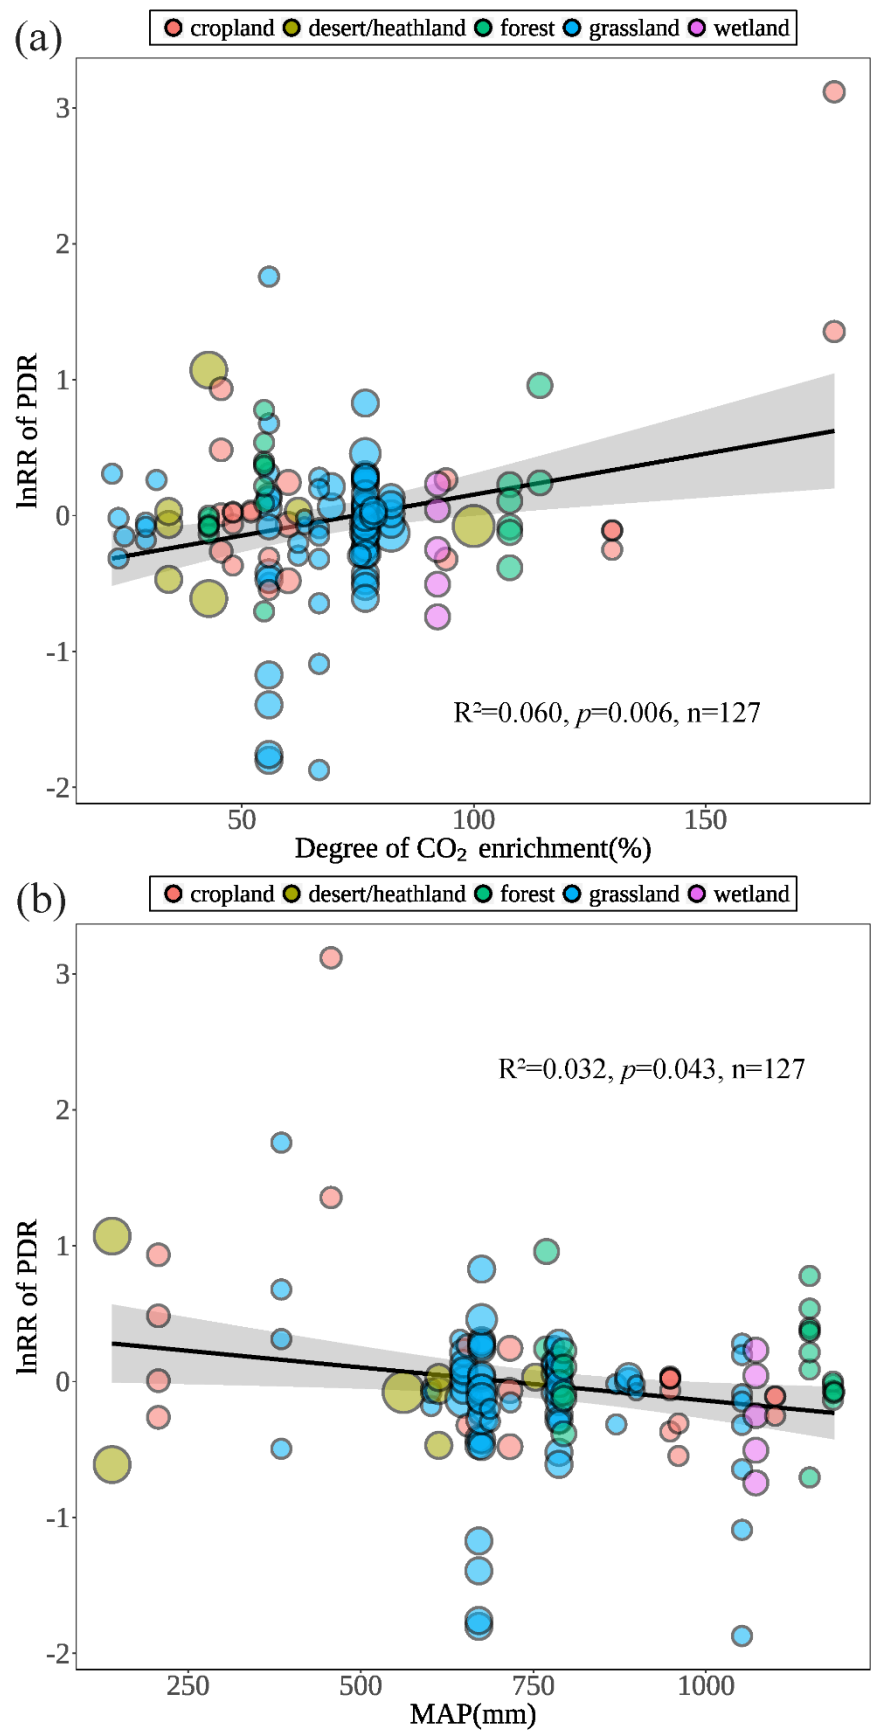 (a)
cropland desert/heathland forest grassland wetland
3
2
1
0
-1
-2
lnRR of PDR
R²=0.060, p=0.006, n=127
50 100 150
Degree of CO₂ enrichment(%)
(b)
cropland desert/heathland forest grassland wetland
3
2
1
0
-1
-2
lnRR of PDR
R²=0.032, p=0.043, n=127
250 500 750 1000
MAP(mm)